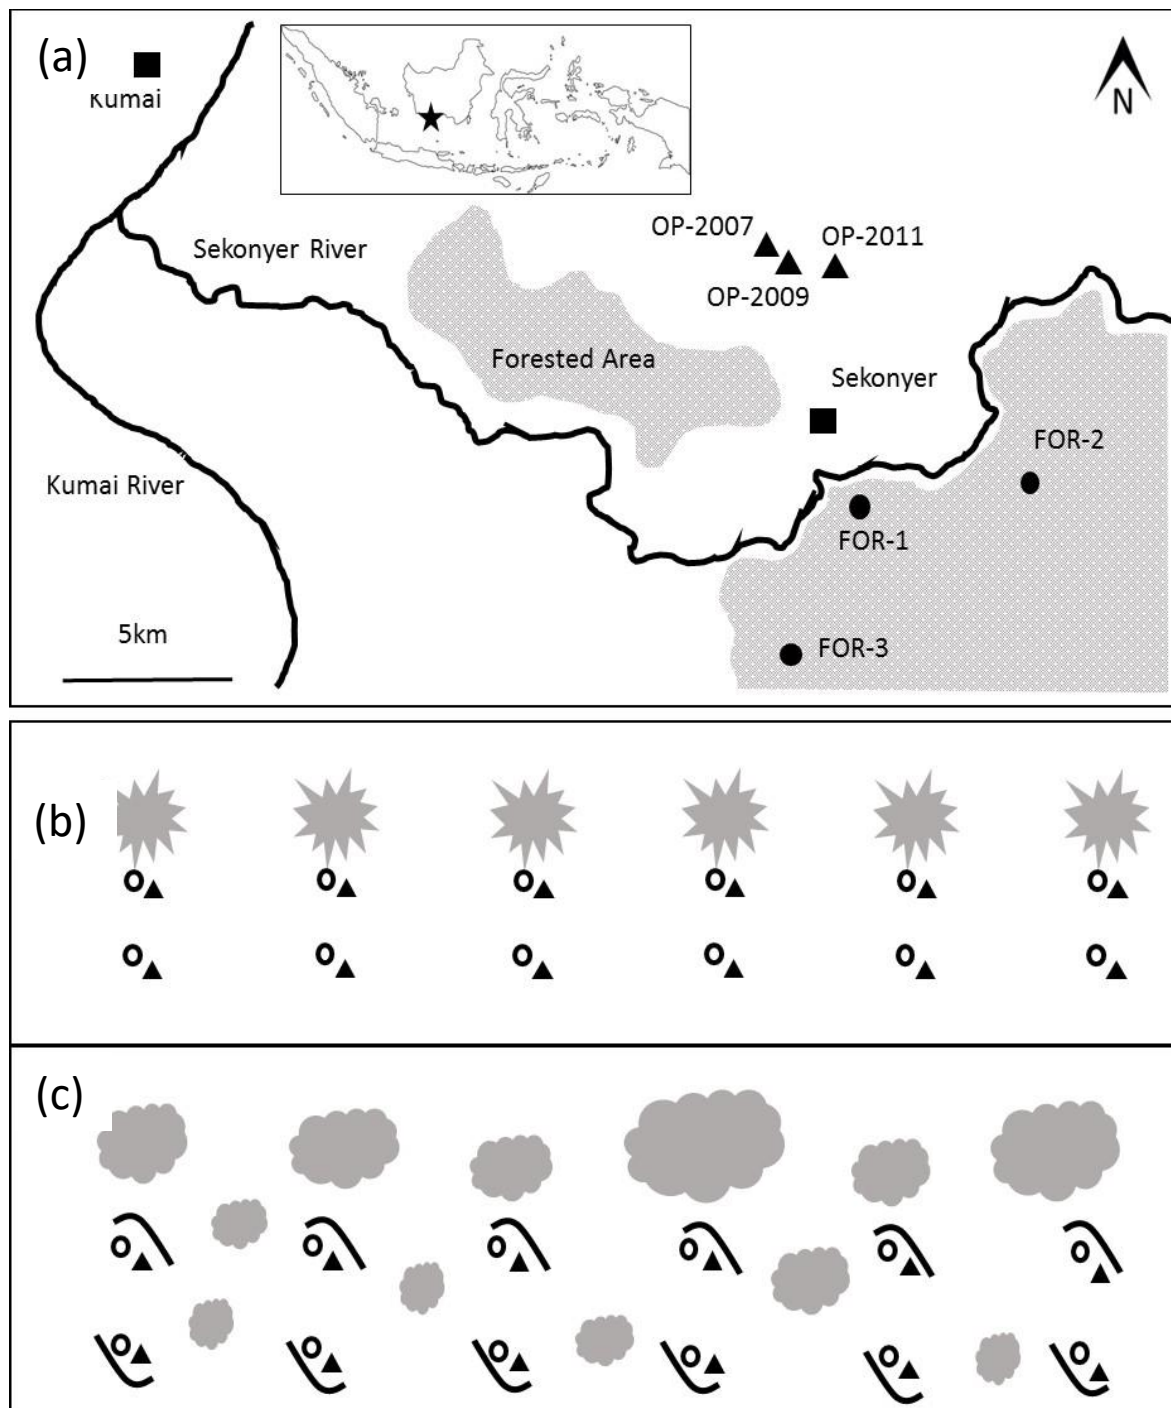 (a)
Kumai
N
Sekonyer River
OP-2007
OP-2011
OP-2009
Forested Area
Sekonyer
FOR-2
Kumai River
FOR-1
5km
FOR-3
(b)
(c)